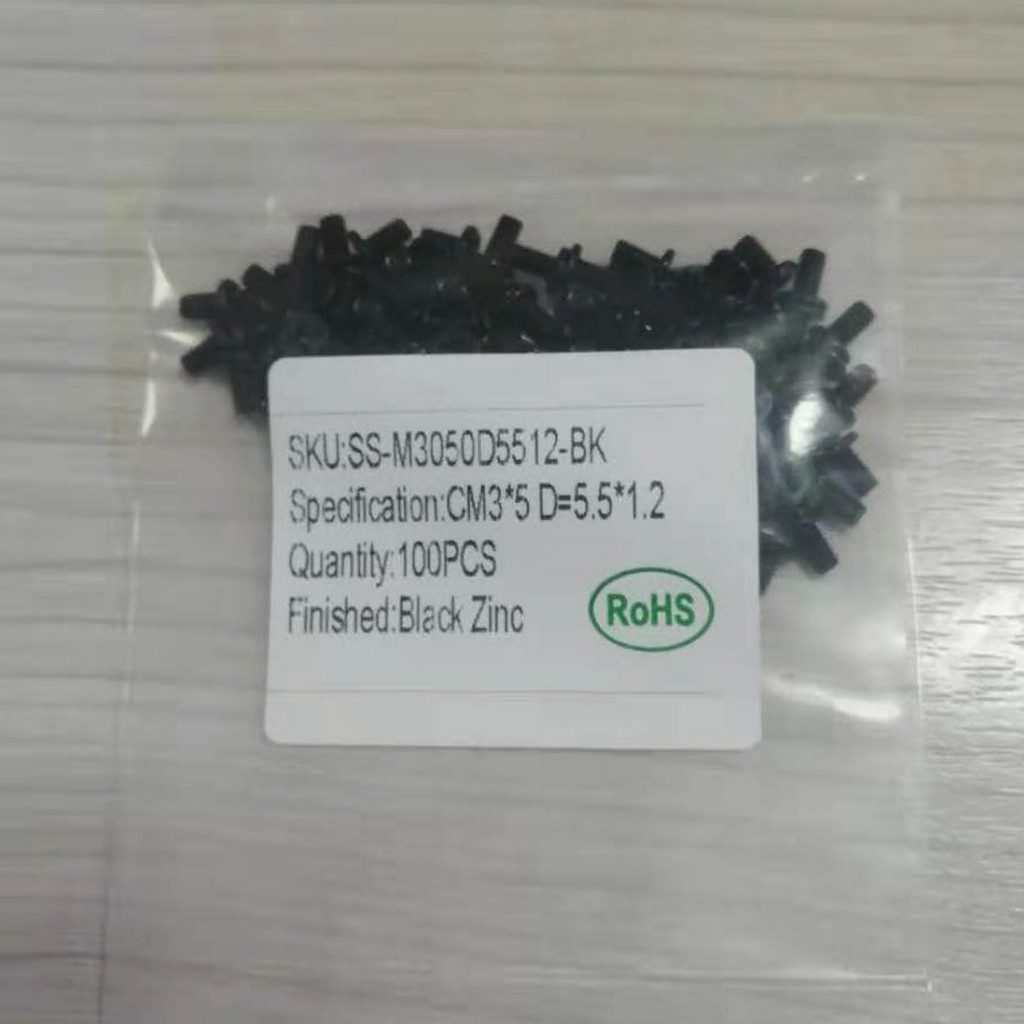 SKU:SS-M3050D5512-BK
Specification:CM3*5 D=5.5*1.2
Quantity:100PCS
Finished:Black Zinc
RoHS